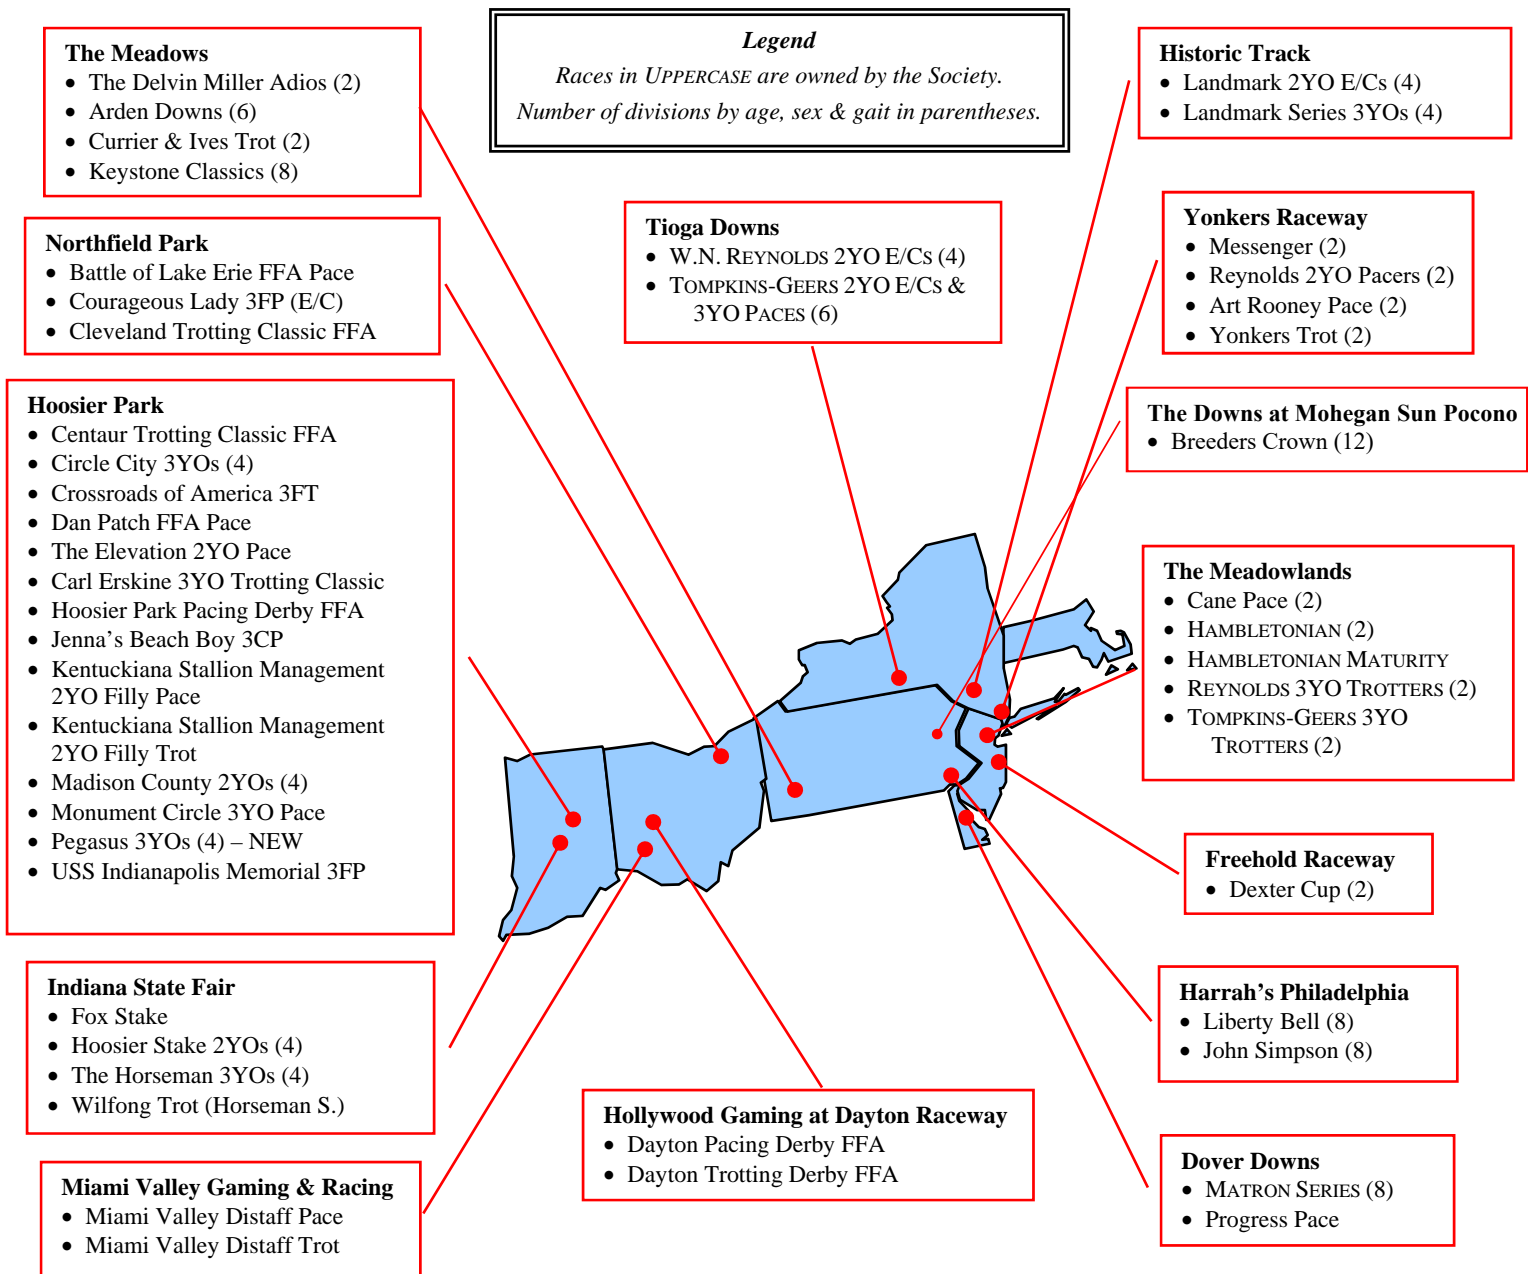 Legend
Races in UPPERCASE are owned by the Society.
Number of divisions by age, sex & gait in parentheses.
The Meadows
• The Delvin Miller Adios (2)
• Arden Downs (6)
• Currier & Ives Trot (2)
• Keystone Classics (8)
Northfield Park
• Battle of Lake Erie FFA Pace
• Courageous Lady 3FP (E/C)
• Cleveland Trotting Classic FFA
Hoosier Park
• Centaur Trotting Classic FFA
• Circle City 3YOs (4)
• Crossroads of America 3FT
• Dan Patch FFA Pace
• The Elevation 2YO Pace
• Carl Erskine 3YO Trotting Classic
• Hoosier Park Pacing Derby FFA
• Jenna's Beach Boy 3CP
• Kentuckiana Stallion Management
2YO Filly Pace
• Kentuckiana Stallion Management
2YO Filly Trot
• Madison County 2YOs (4)
• Monument Circle 3YO Pace
• Pegasus 3YOs (4) – NEW
• USS Indianapolis Memorial 3FP
Indiana State Fair
• Fox Stake
• Hoosier Stake 2YOs (4)
• The Horseman 3YOs (4)
• Wilfong Trot (Horseman S.)
Miami Valley Gaming & Racing
• Miami Valley Distaff Pace
• Miami Valley Distaff Trot
Tioga Downs
• W.N. REYNOLDS 2YO E/CS (4)
• TOMPKINS-GEERS 2YO E/CS &
3YO PACES (6)
Hollywood Gaming at Dayton Raceway
• Dayton Pacing Derby FFA
• Dayton Trotting Derby FFA
Historic Track
• Landmark 2YO E/Cs (4)
• Landmark Series 3YOs (4)
Yonkers Raceway
• Messenger (2)
• Reynolds 2YO Pacers (2)
• Art Rooney Pace (2)
• Yonkers Trot (2)
The Downs at Mohegan Sun Pocono
• Breeders Crown (12)
The Meadowlands
• Cane Pace (2)
• HAMBLETONIAN (2)
• HAMBLETONIAN MATURITY
• REYNOLDS 3YO TROTTERS (2)
• TOMPKINS-GEERS 3YO
TROTTERS (2)
Freehold Raceway
• Dexter Cup (2)
Harrah's Philadelphia
• Liberty Bell (8)
• John Simpson (8)
Dover Downs
• MATRON SERIES (8)
• Progress Pace